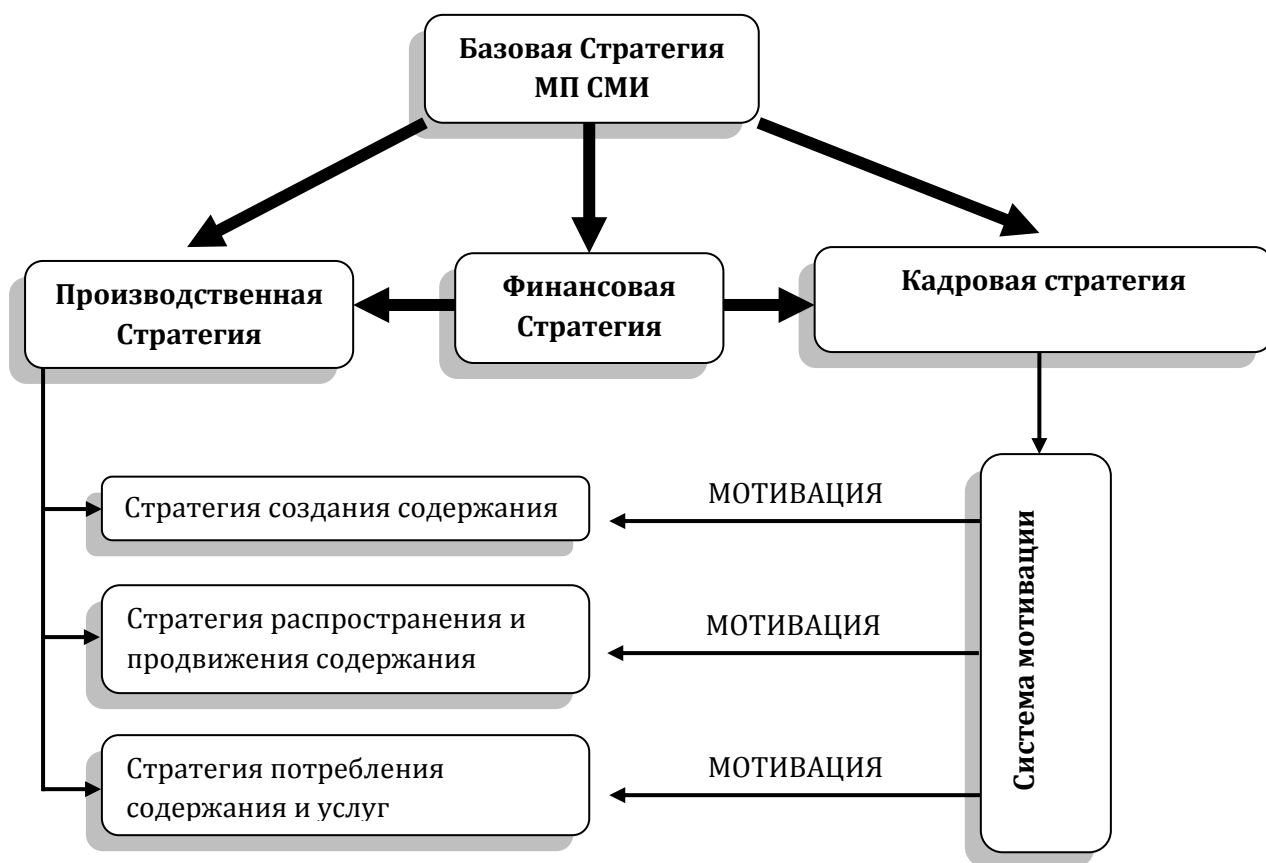 Базовая Стратегия
МП СМИ
Производственная
Стратегия
Финансовая
Стратегия
Кадровая стратегия
Стратегия создания содержания
МОТИВАЦИЯ
Стратегия распространения и
продвижения содержания
МОТИВАЦИЯ
Стратегия потребления
содержания и услуг
МОТИВАЦИЯ
Система мотивации